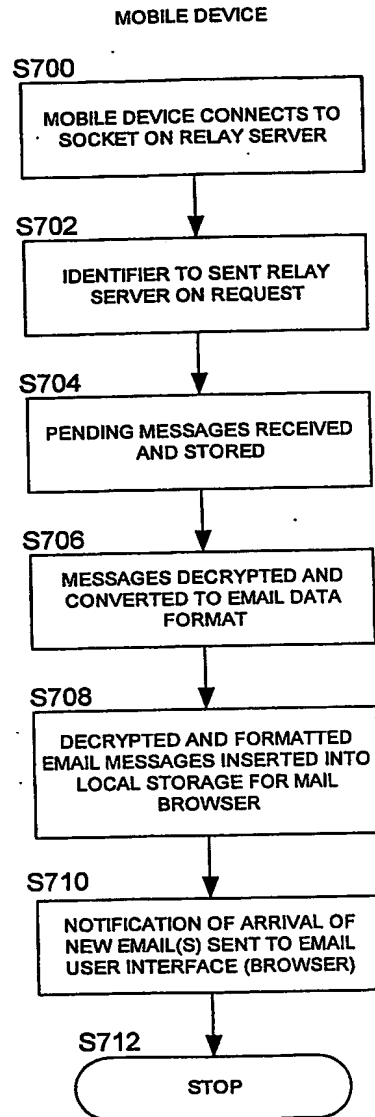 MOBILE DEVICE
S700
MOBILE DEVICE CONNECTS TO
SOCKET ON RELAY SERVER
S702
IDENTIFIER TO SENT RELAY
SERVER ON REQUEST
S704
PENDING MESSAGES RECEIVED
AND STORED
S706
MESSAGES DECRYPTED AND
CONVERTED TO EMAIL DATA
FORMAT
S708
DECRYPTED AND FORMATTED
EMAIL MESSAGES INSERTED INTO
LOCAL STORAGE FOR MAIL
BROWSER
S710
NOTIFICATION OF ARRIVAL OF
NEW EMAIL(S) SENT TO EMAIL
USER INTERFACE (BROWSER)
S712
STOP